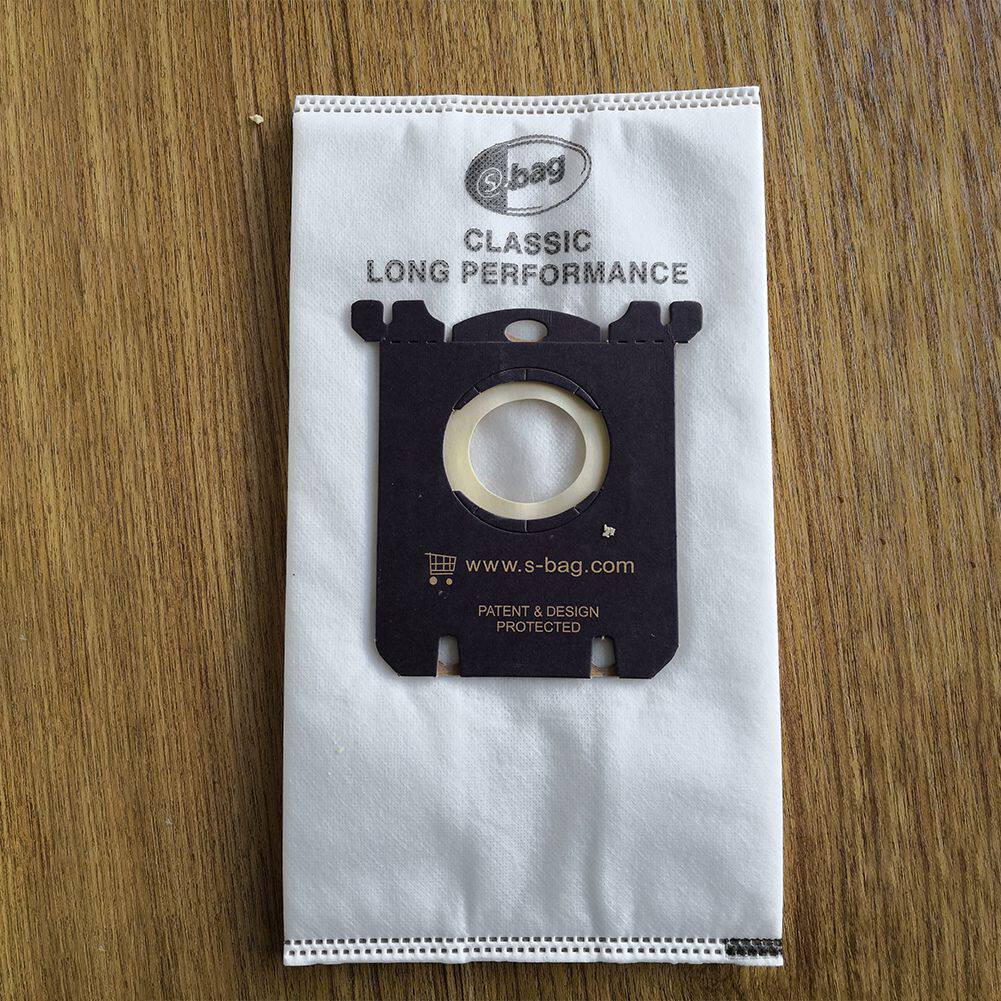 s-bag
CLASSIC
LONG PERFORMANCE
www.s-bag.com
PATENT & DESIGN
PROTECTED